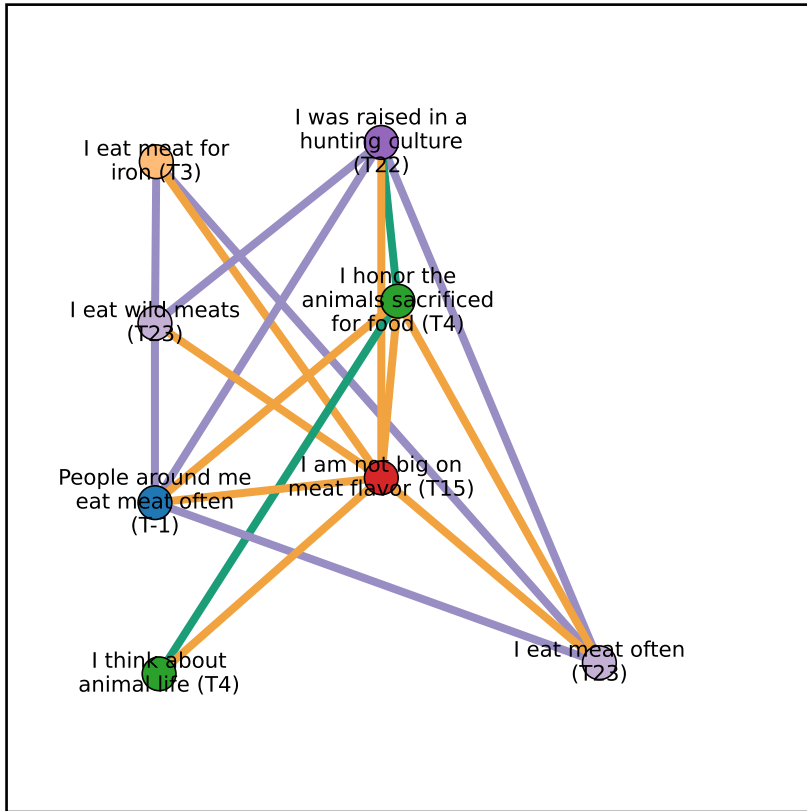 I was raised in a
hunting culture
(T22)
I eat meat for
iron (T3)
I honor the
animals sacrificed
for food (T4)
I eat wild meats
(T23)
People around me
eat meat often
(T-1)
I am not big on
meat flavor (T15)
I think about
animal life (T4)
I eat meat often
(T23)